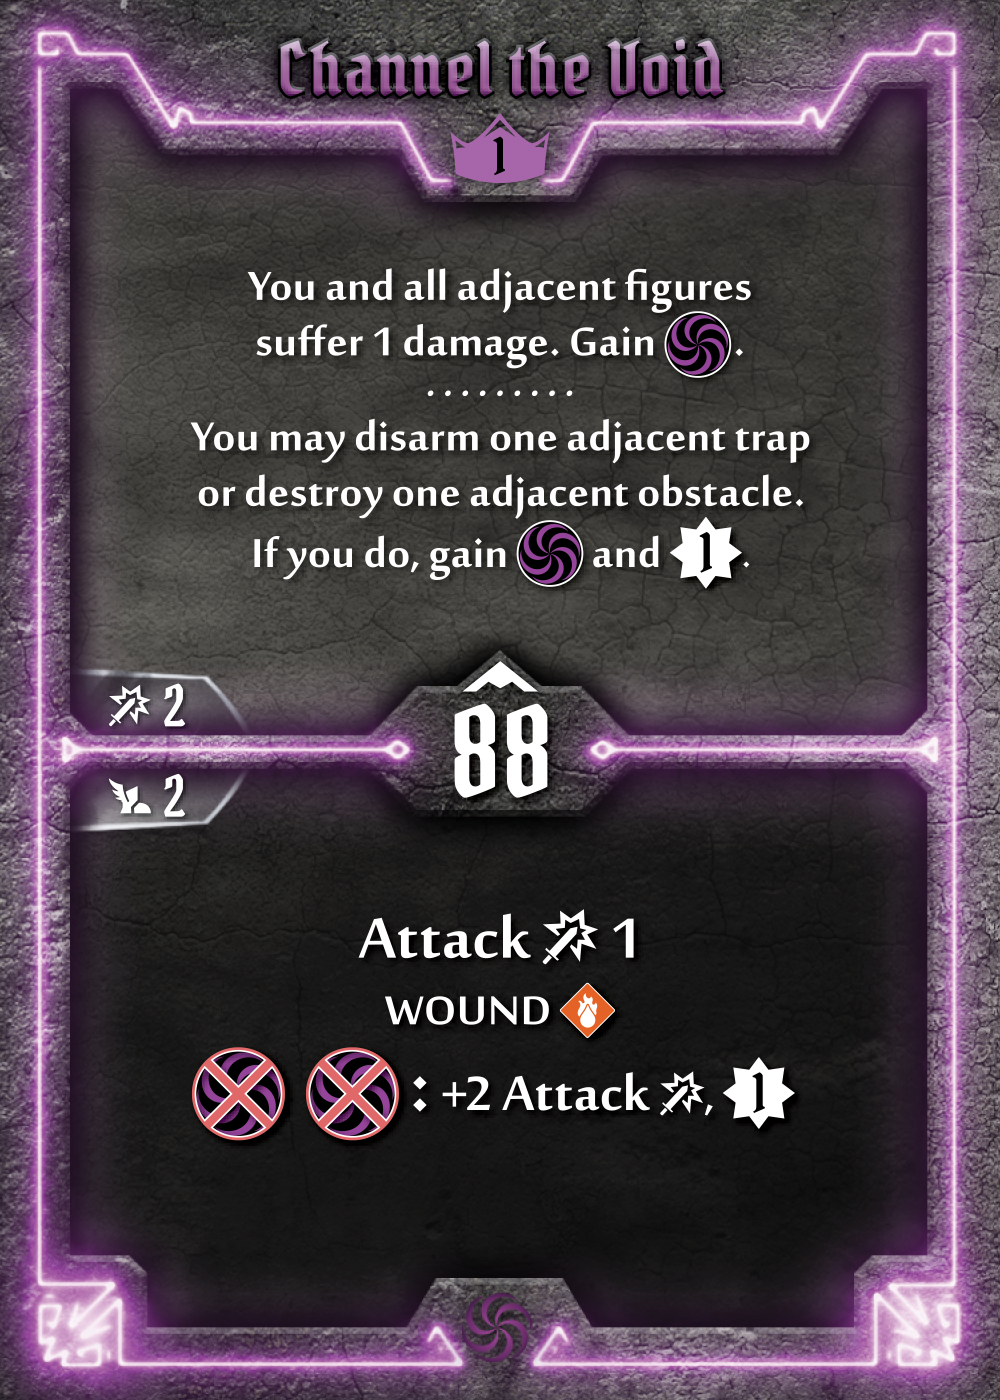 Channel the Void
1
You and all adjacent figures
suffer 1 damage. Gain .
.........
You may disarm one adjacent trap
or destroy one adjacent obstacle.
If you do, gain and 1.
2
88
2
Attack 1
WOUND
: +2 Attack , 1